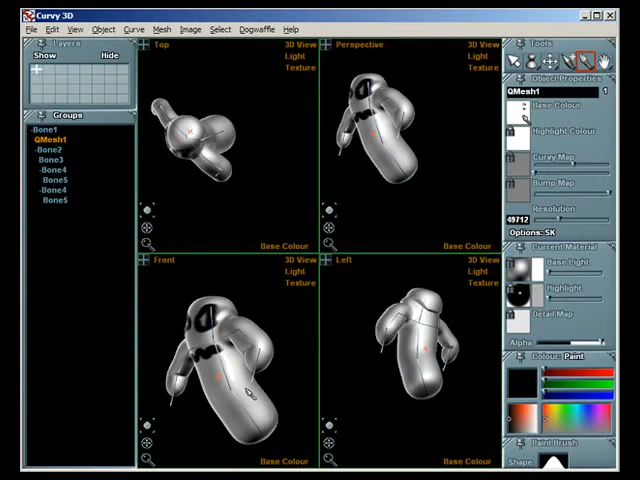 Curvy 3D
File Edit View Object Curve Mesh Image Select Dogwaffle Help
Layers
Show Hide
Groups
-Bone1
QMesh1
-Bone2
Bone3
-Bone4
Bone5
-Bone4
Bone5
Top 3D View
Light
Texture
Base Colour
Perspective 3D View
Light
Texture
Base Colour
Front 3D View
Light
Texture
Base Colour
Left 3D View
Light
Texture
Base Colour
Tools
Object Properties
QMesh1 1
Base Colour
Highlight Colour
Curvy Map
Bump Map
Resolution
49712
Options: SK
Current Material
Base Light
Highlight
Detail Map
Alpha
Colour: Paint
Paint Brush
Shape